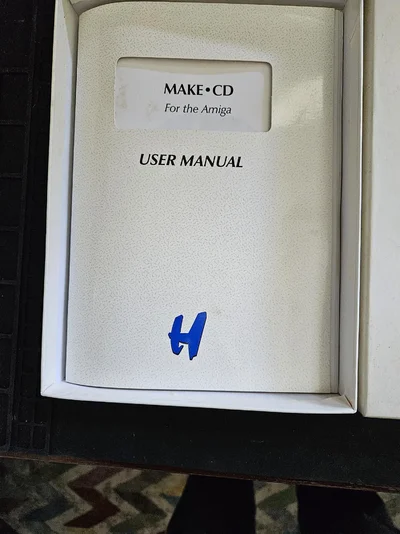 MAKE•CD
For the Amiga
USER MANUAL
H